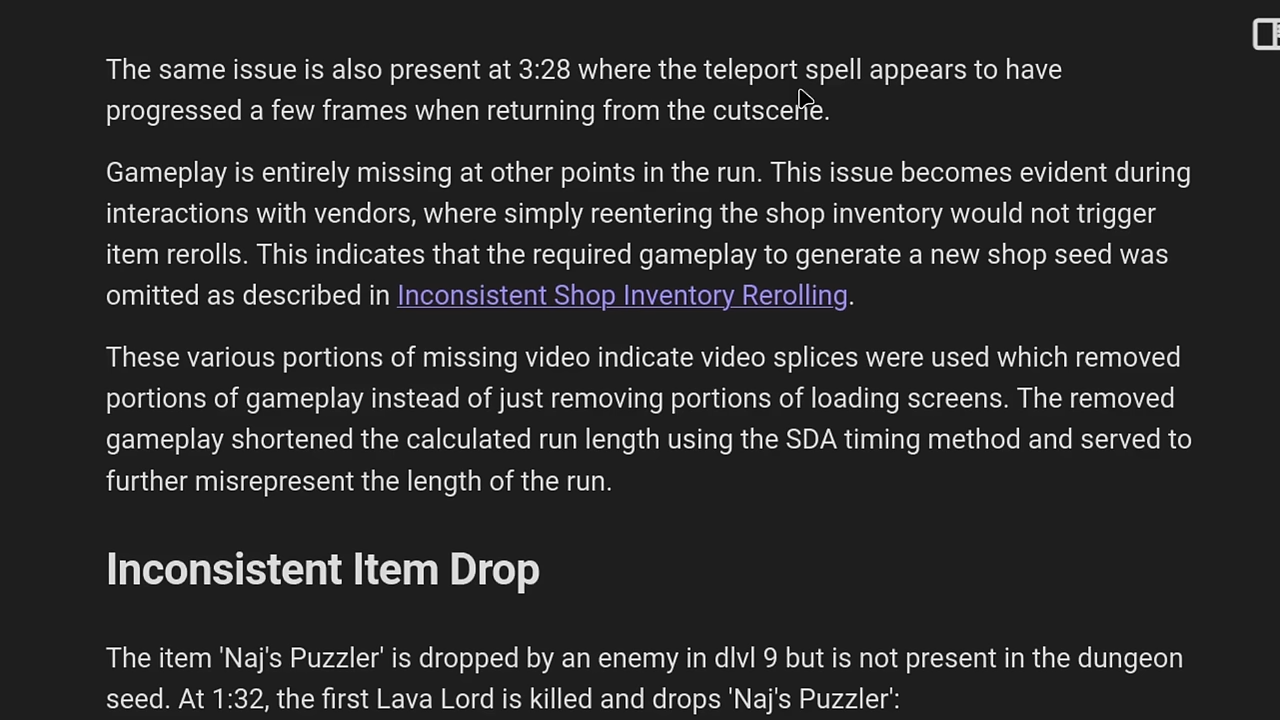 The same issue is also present at 3:28 where the teleport spell appears to have
progressed a few frames when returning from the cutscene.
Gameplay is entirely missing at other points in the run. This issue becomes evident during
interactions with vendors, where simply reentering the shop inventory would not trigger
item rerolls. This indicates that the required gameplay to generate a new shop seed was
omitted as described in Inconsistent Shop Inventory Rerolling.
These various portions of missing video indicate video splices were used which removed
portions of gameplay instead of just removing portions of loading screens. The removed
gameplay shortened the calculated run length using the SDA timing method and served to
further misrepresent the length of the run.
Inconsistent Item Drop
The item 'Naj's Puzzler' is dropped by an enemy in dlvl 9 but is not present in the dungeon
seed. At 1:32, the first Lava Lord is killed and drops 'Naj's Puzzler':